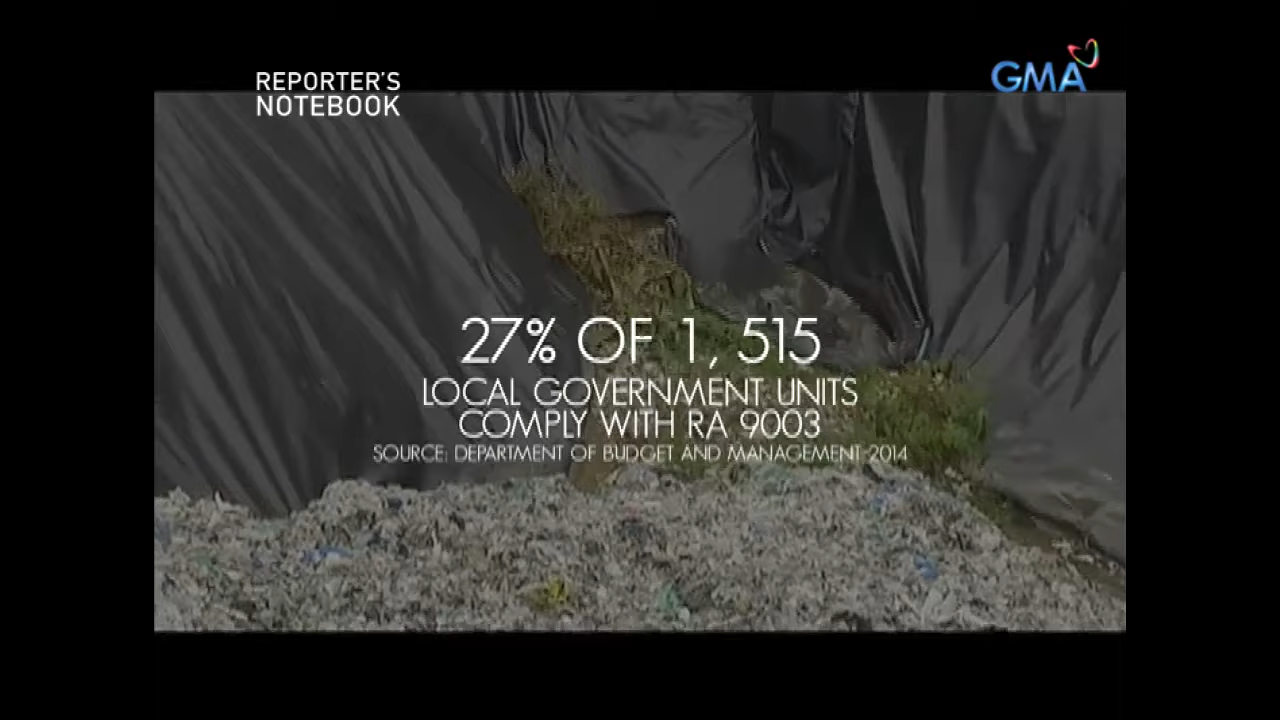 REPORTER'S
NOTEBOOK
GMA
27% OF 1, 515
LOCAL GOVERNMENT UNITS
COMPLY WITH RA 9003
SOURCE: DEPARTMENT OF BUDGET AND MANAGEMENT 2014